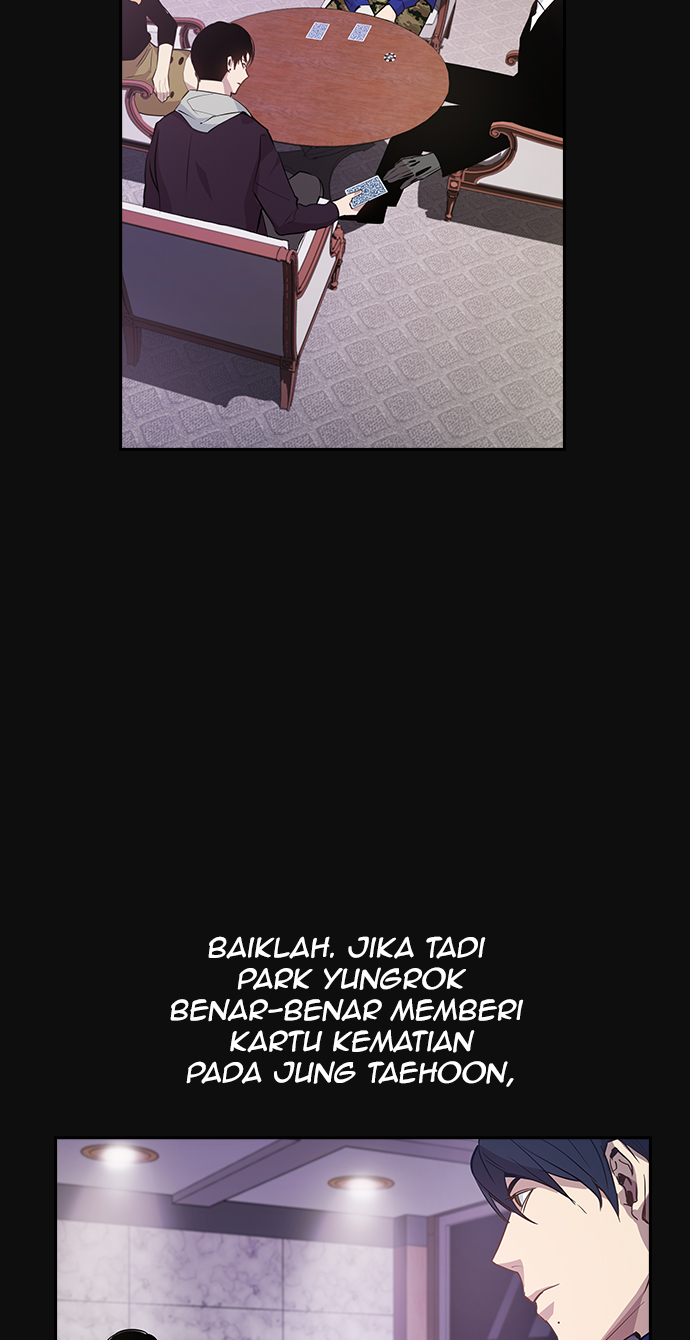 BAIKLAH. JIKA TADI
PARK YUNGROK
BENAR-BENAR MEMBERI
KARTU KEMATIAN
PADA JUNG TAEHOON,